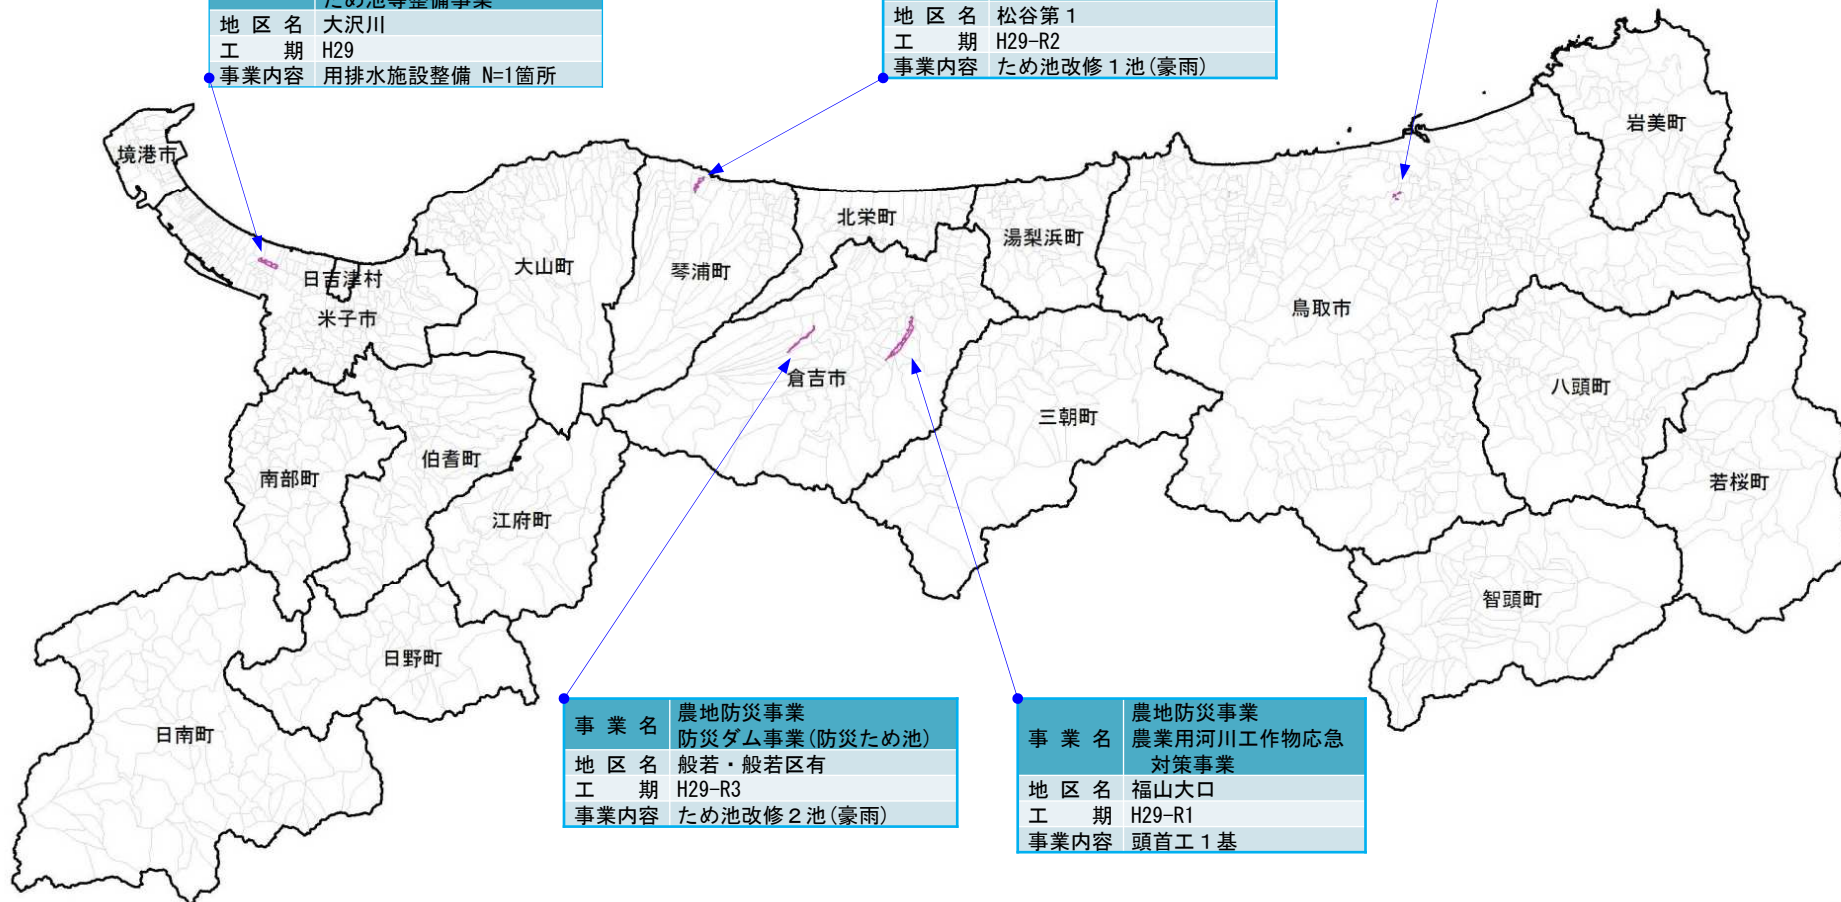 ため池等整備事業
地区名 大沢川
工期 H29
事業内容 用排水施設整備 N=1箇所
地区名 松谷第1
工期 H29-R2
事業内容 ため池改修1池(豪雨)
境港市
岩美町
北栄町
湯梨浜町
大山町
琴浦町
日吉津村
米子市
鳥取市
倉吉市
八頭町
三朝町
伯耆町
南部町
若桜町
江府町
智頭町
日野町
日南町
事業名 農地防災事業
防災ダム事業(防災ため池)
地区名 般若・般若区有
工期 H29-R3
事業内容 ため池改修2池(豪雨)
事業名 農地防災事業
農業用河川工作物応急
対策事業
地区名 福山大口
工期 H29-R1
事業内容 頭首工1基